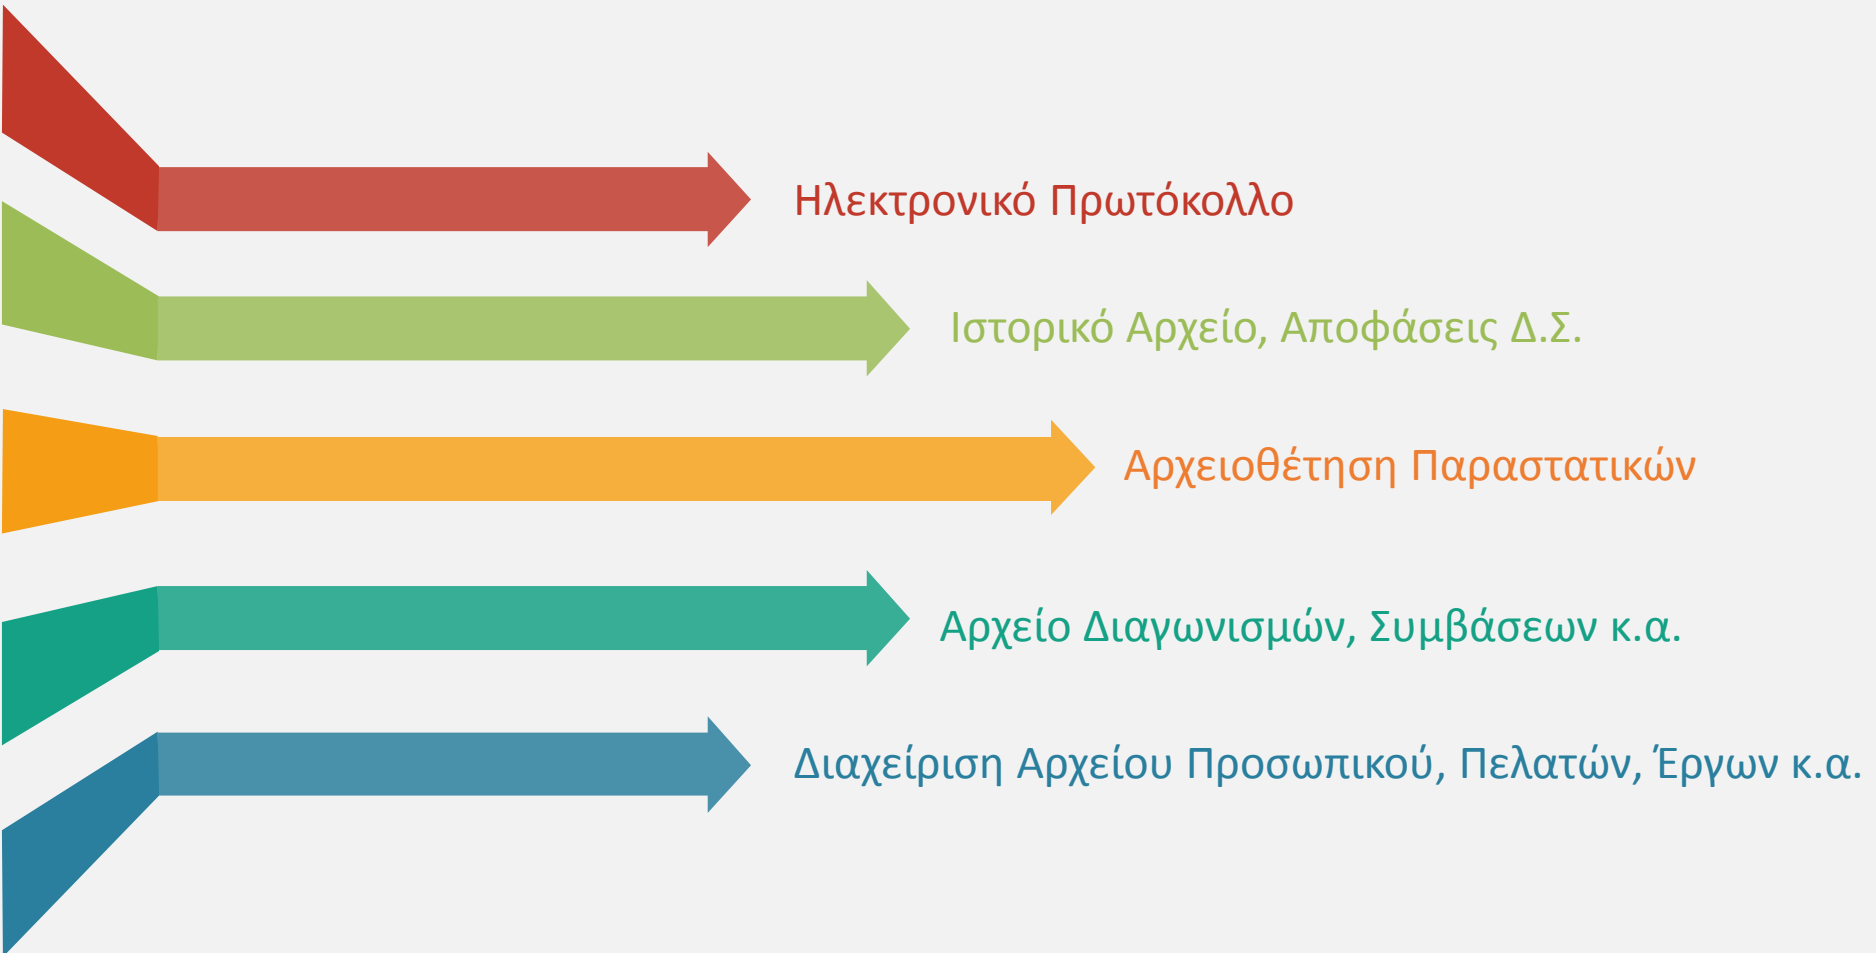 Ηλεκτρονικό Πρωτόκολλο
Ιστορικό Αρχείο, Αποφάσεις Δ.Σ.
Αρχειοθέτηση Παραστατικών
Αρχείο Διαγωνισμών, Συμβάσεων κ.α.
Διαχείριση Αρχείου Προσωπικού, Πελατών, Έργων κ.α.